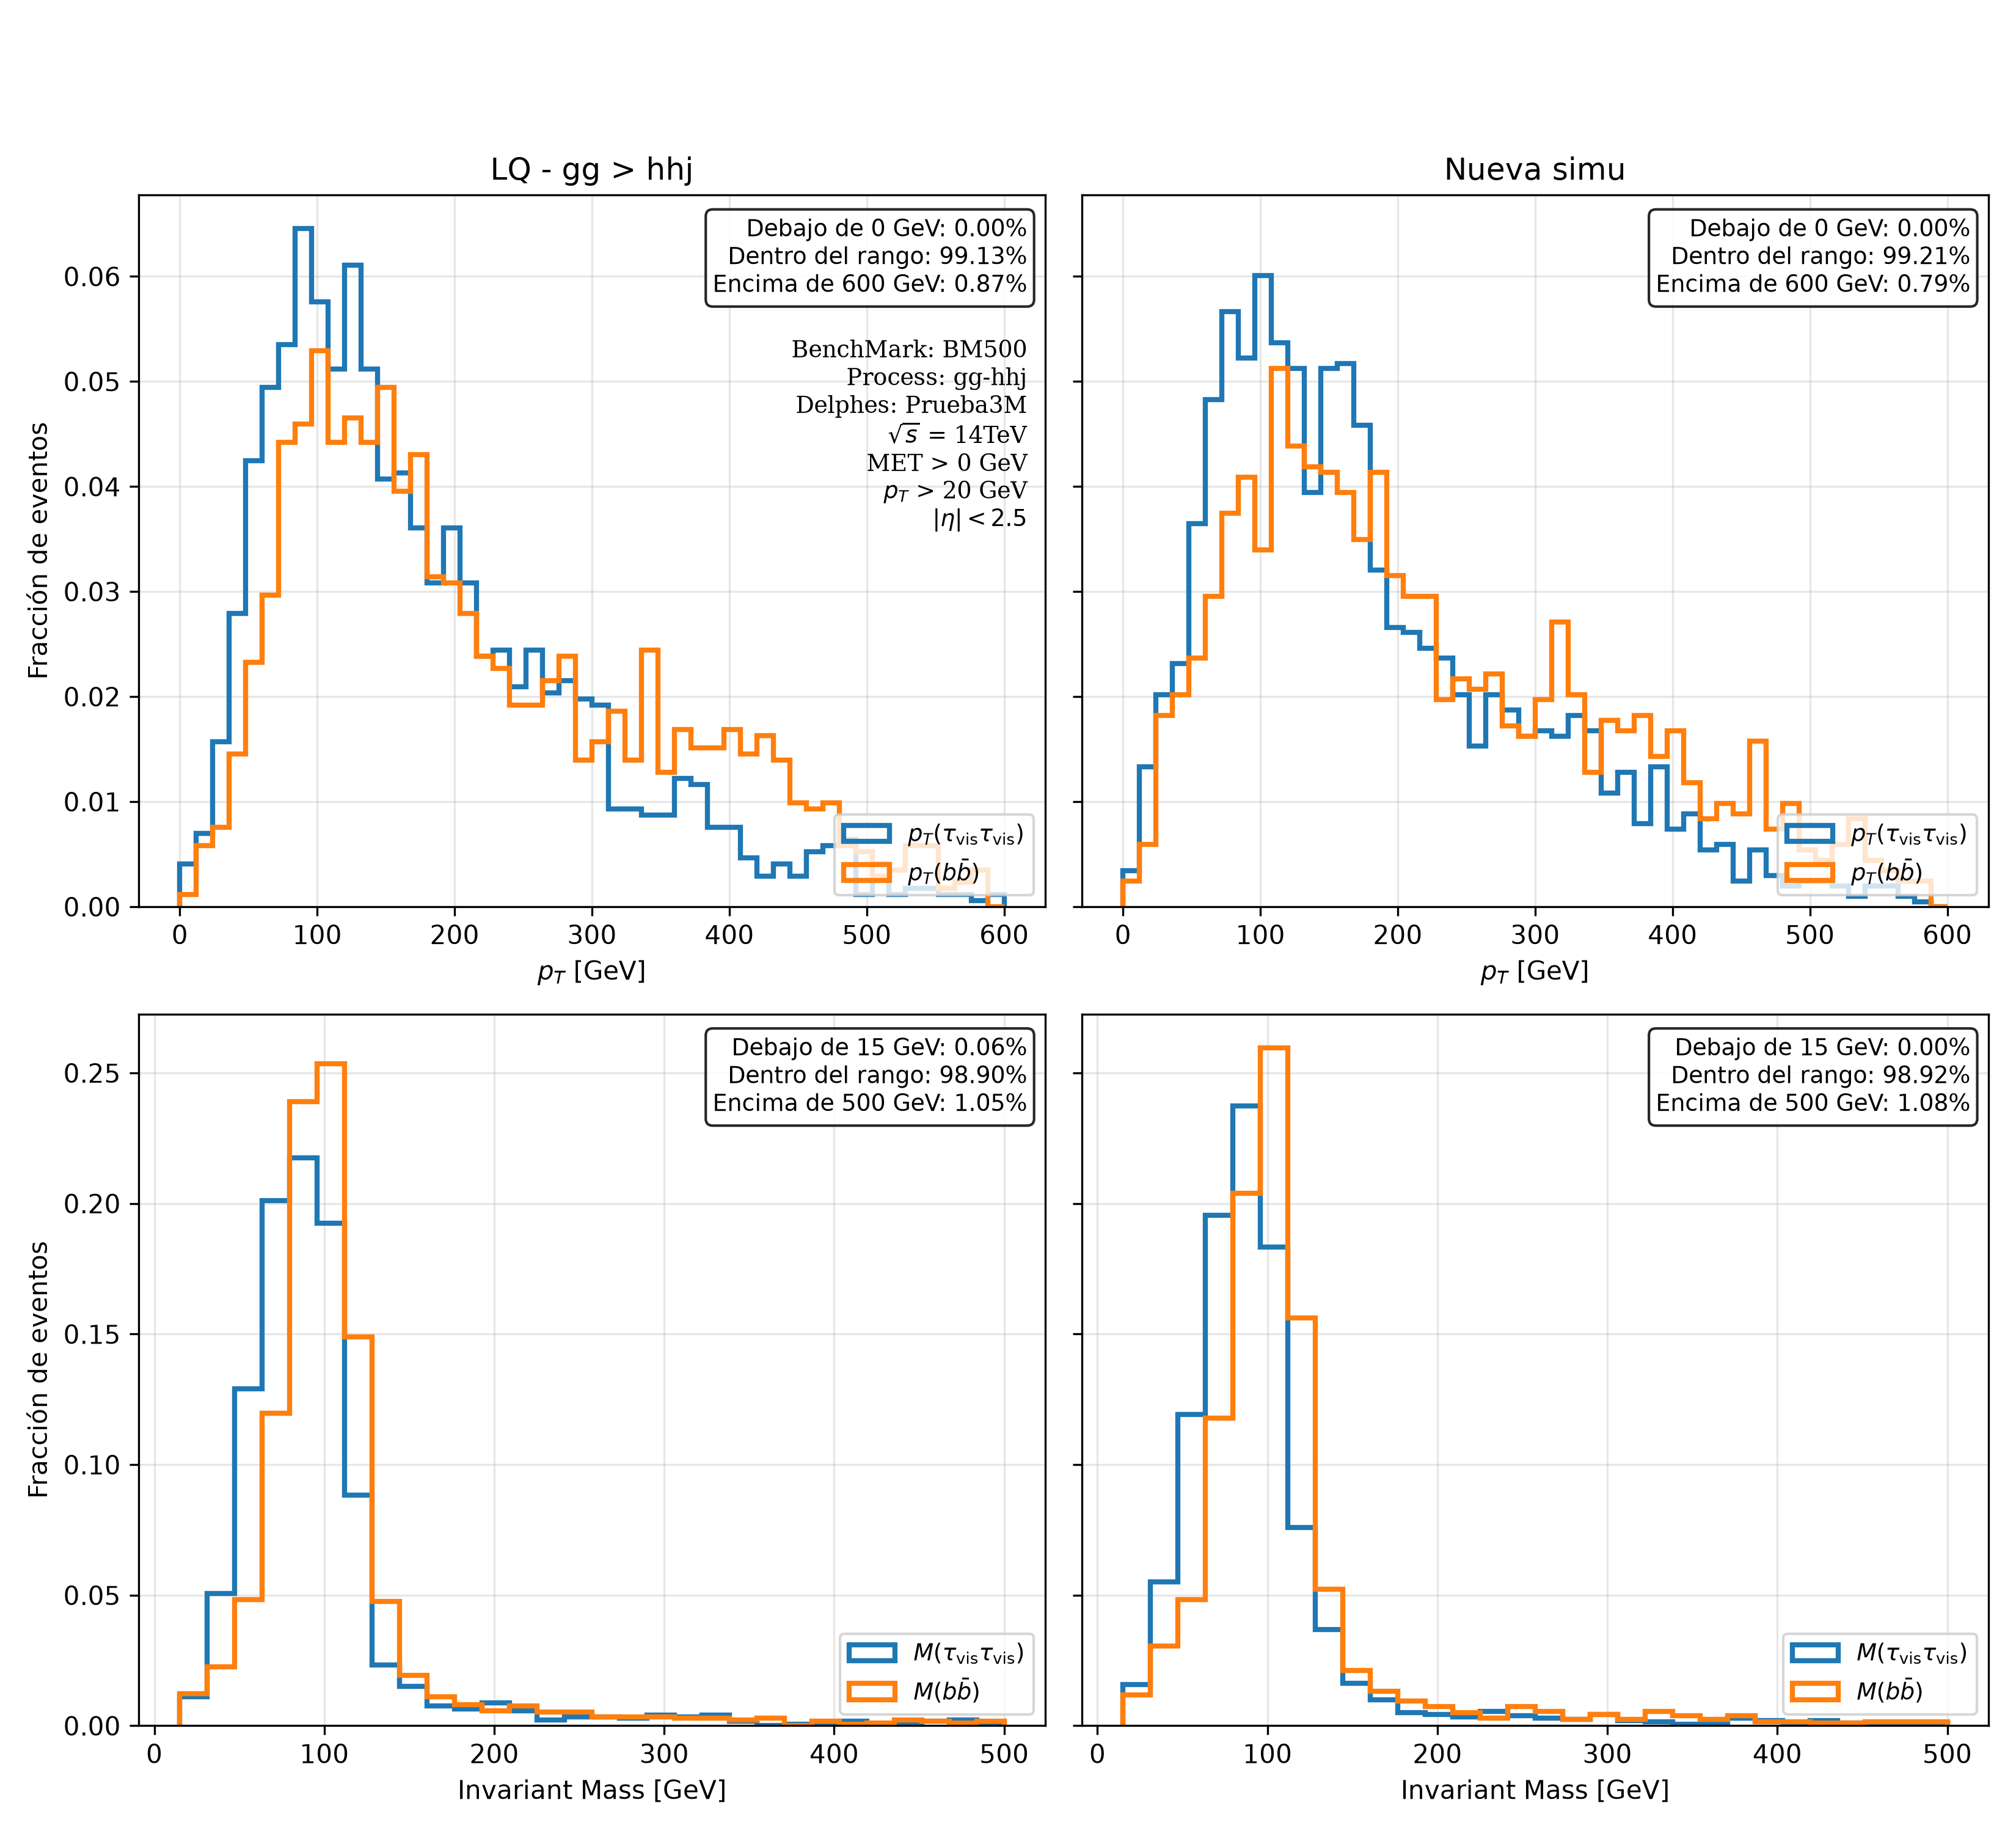 LQ - gg > hhj
Debajo de 0 GeV: 0.00%
Dentro del rango: 99.13%
Encima de 600 GeV: 0.87%
BenchMark: BM500
Process: gg-hhj
Delphes: Prueba3M
√s = 14TeV
MET > 0 GeV
p_T > 20 GeV
|η| < 2.5
Fracción de eventos
0.06
0.05
0.04
0.03
0.02
0.01
0.00
p_T(τ_vis τ_vis)
p_T(bb̄)
0 100 200 300 400 500 600
p_T [GeV]
Nueva simu
Debajo de 0 GeV: 0.00%
Dentro del rango: 99.21%
Encima de 600 GeV: 0.79%
p_T(τ_vis τ_vis)
p_T(bb̄)
0 100 200 300 400 500 600
p_T [GeV]
Debajo de 15 GeV: 0.06%
Dentro del rango: 98.90%
Encima de 500 GeV: 1.05%
Fracción de eventos
0.25
0.20
0.15
0.10
0.05
0.00
M(τ_vis τ_vis)
M(bb̄)
0 100 200 300 400 500
Invariant Mass [GeV]
Debajo de 15 GeV: 0.00%
Dentro del rango: 98.92%
Encima de 500 GeV: 1.08%
M(τ_vis τ_vis)
M(bb̄)
0 100 200 300 400 500
Invariant Mass [GeV]